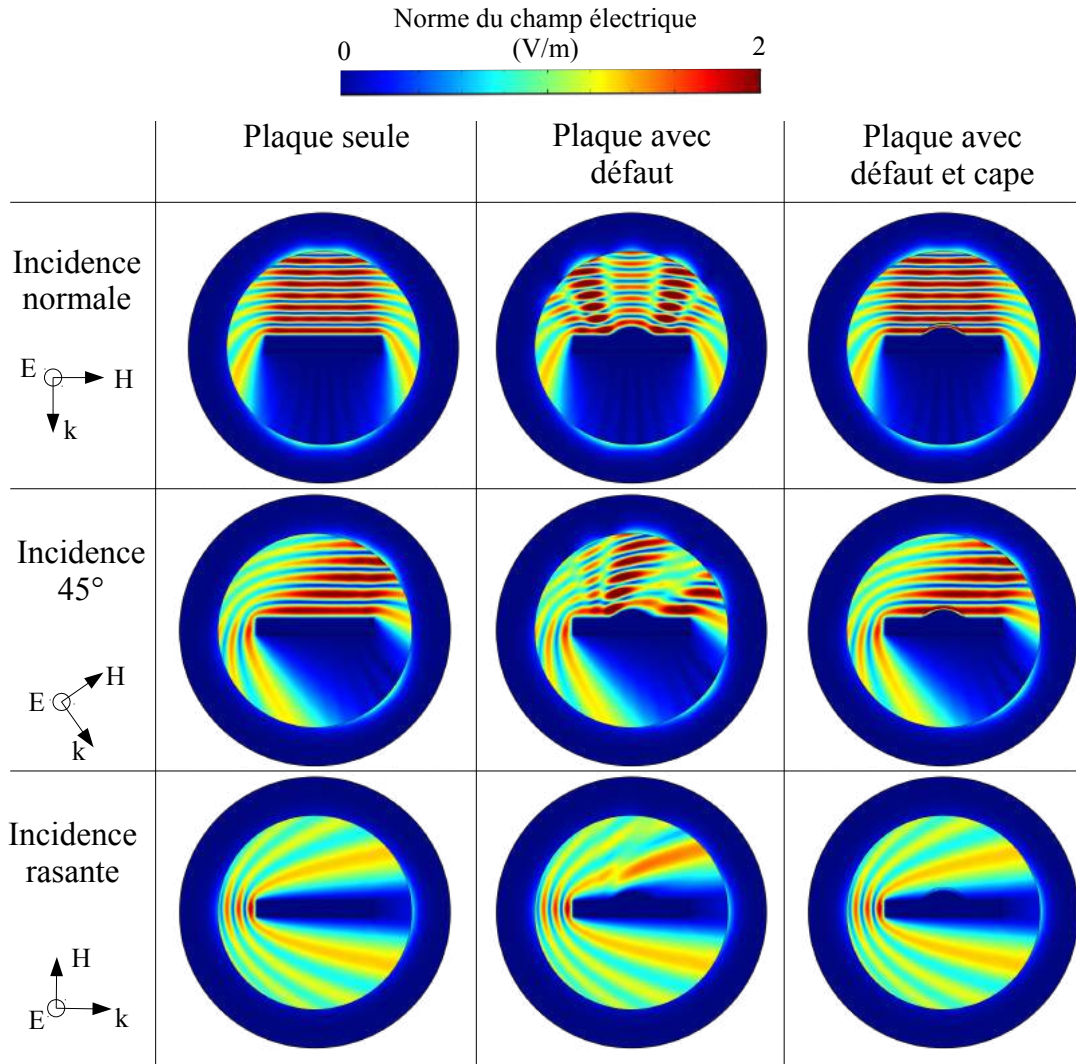 Norme du champ électrique
(V/m)
0
2
Plaque seule
Plaque avec
défaut
Plaque avec
défaut et cape
Incidence
normale
E
H
k
Incidence
45°
H
E
k
Incidence
rasante
H
E
k